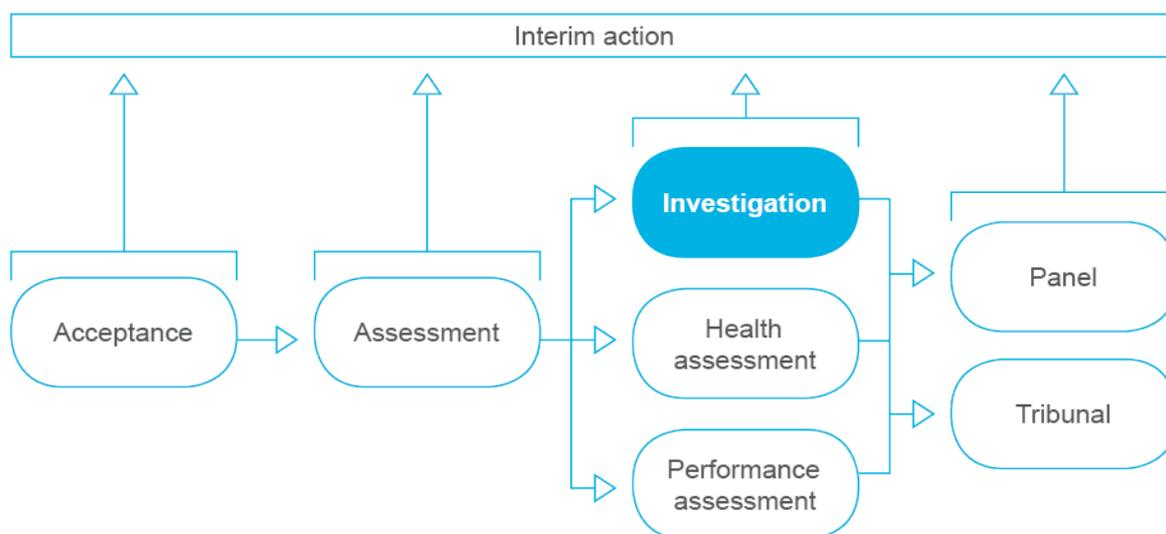 Interim action
Acceptance
Assessment
Investigation
Health
assessment
Performance
assessment
Panel
Tribunal